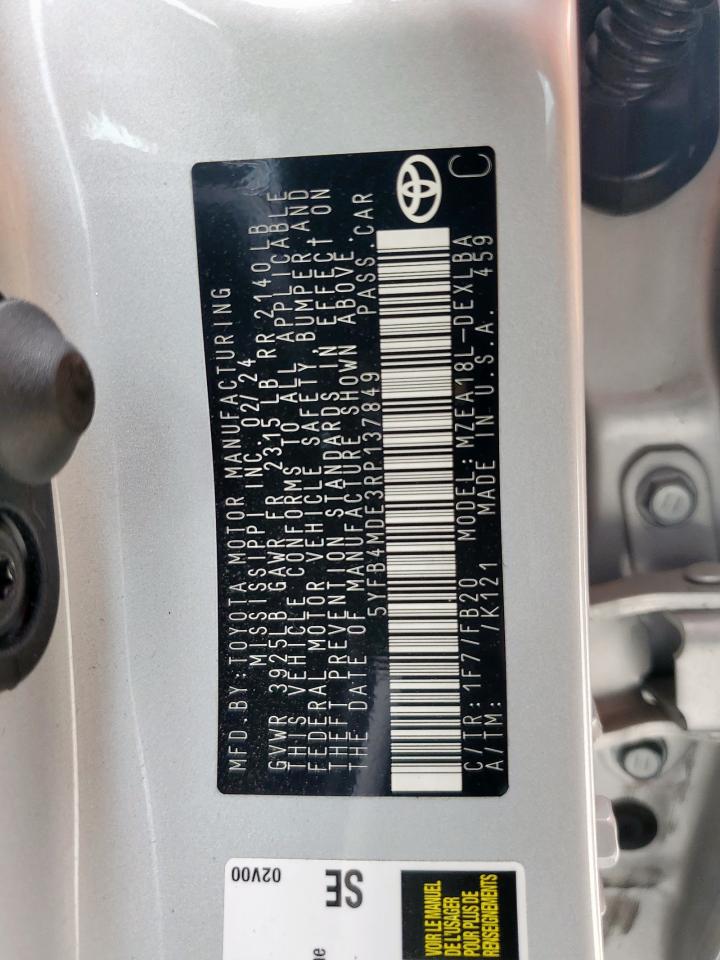 MFD.BY:TOYOTA MOTOR MANUFACTURING
MISSISSIPPI INC. 02/24
GVWR 3925LB GAWR FR 2315 LB RR 2140 LB
THIS VEHICLE CONFORMS TO ALL APPLICABLE
FEDERAL MOTOR VEHICLE SAFETY, BUMPER, AND
THEFT PREVENTION STANDARDS IN EFFECT ON
THE DATE OF MANUFACTURE SHOWN ABOVE.
5YFB4MDE3RP137849 PASS.CAR
C
C/TR: 1F7/FB20 MODEL: MZEA18L-DEXLBA
A/TM: /K121 MADE IN U.S.A. 459
02V00
SE
VOIR LE MANUEL
DE L'USAGER
POUR PLUS DE
RENSEIGNEMENTS